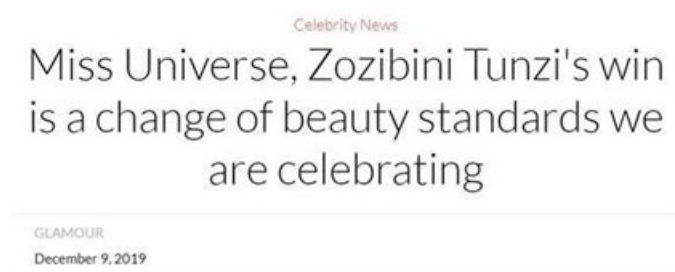 Celebrity News
Miss Universe, Zozibini Tunzi's win
is a change of beauty standards we
are celebrating
GLAMOUR
December 9, 2019